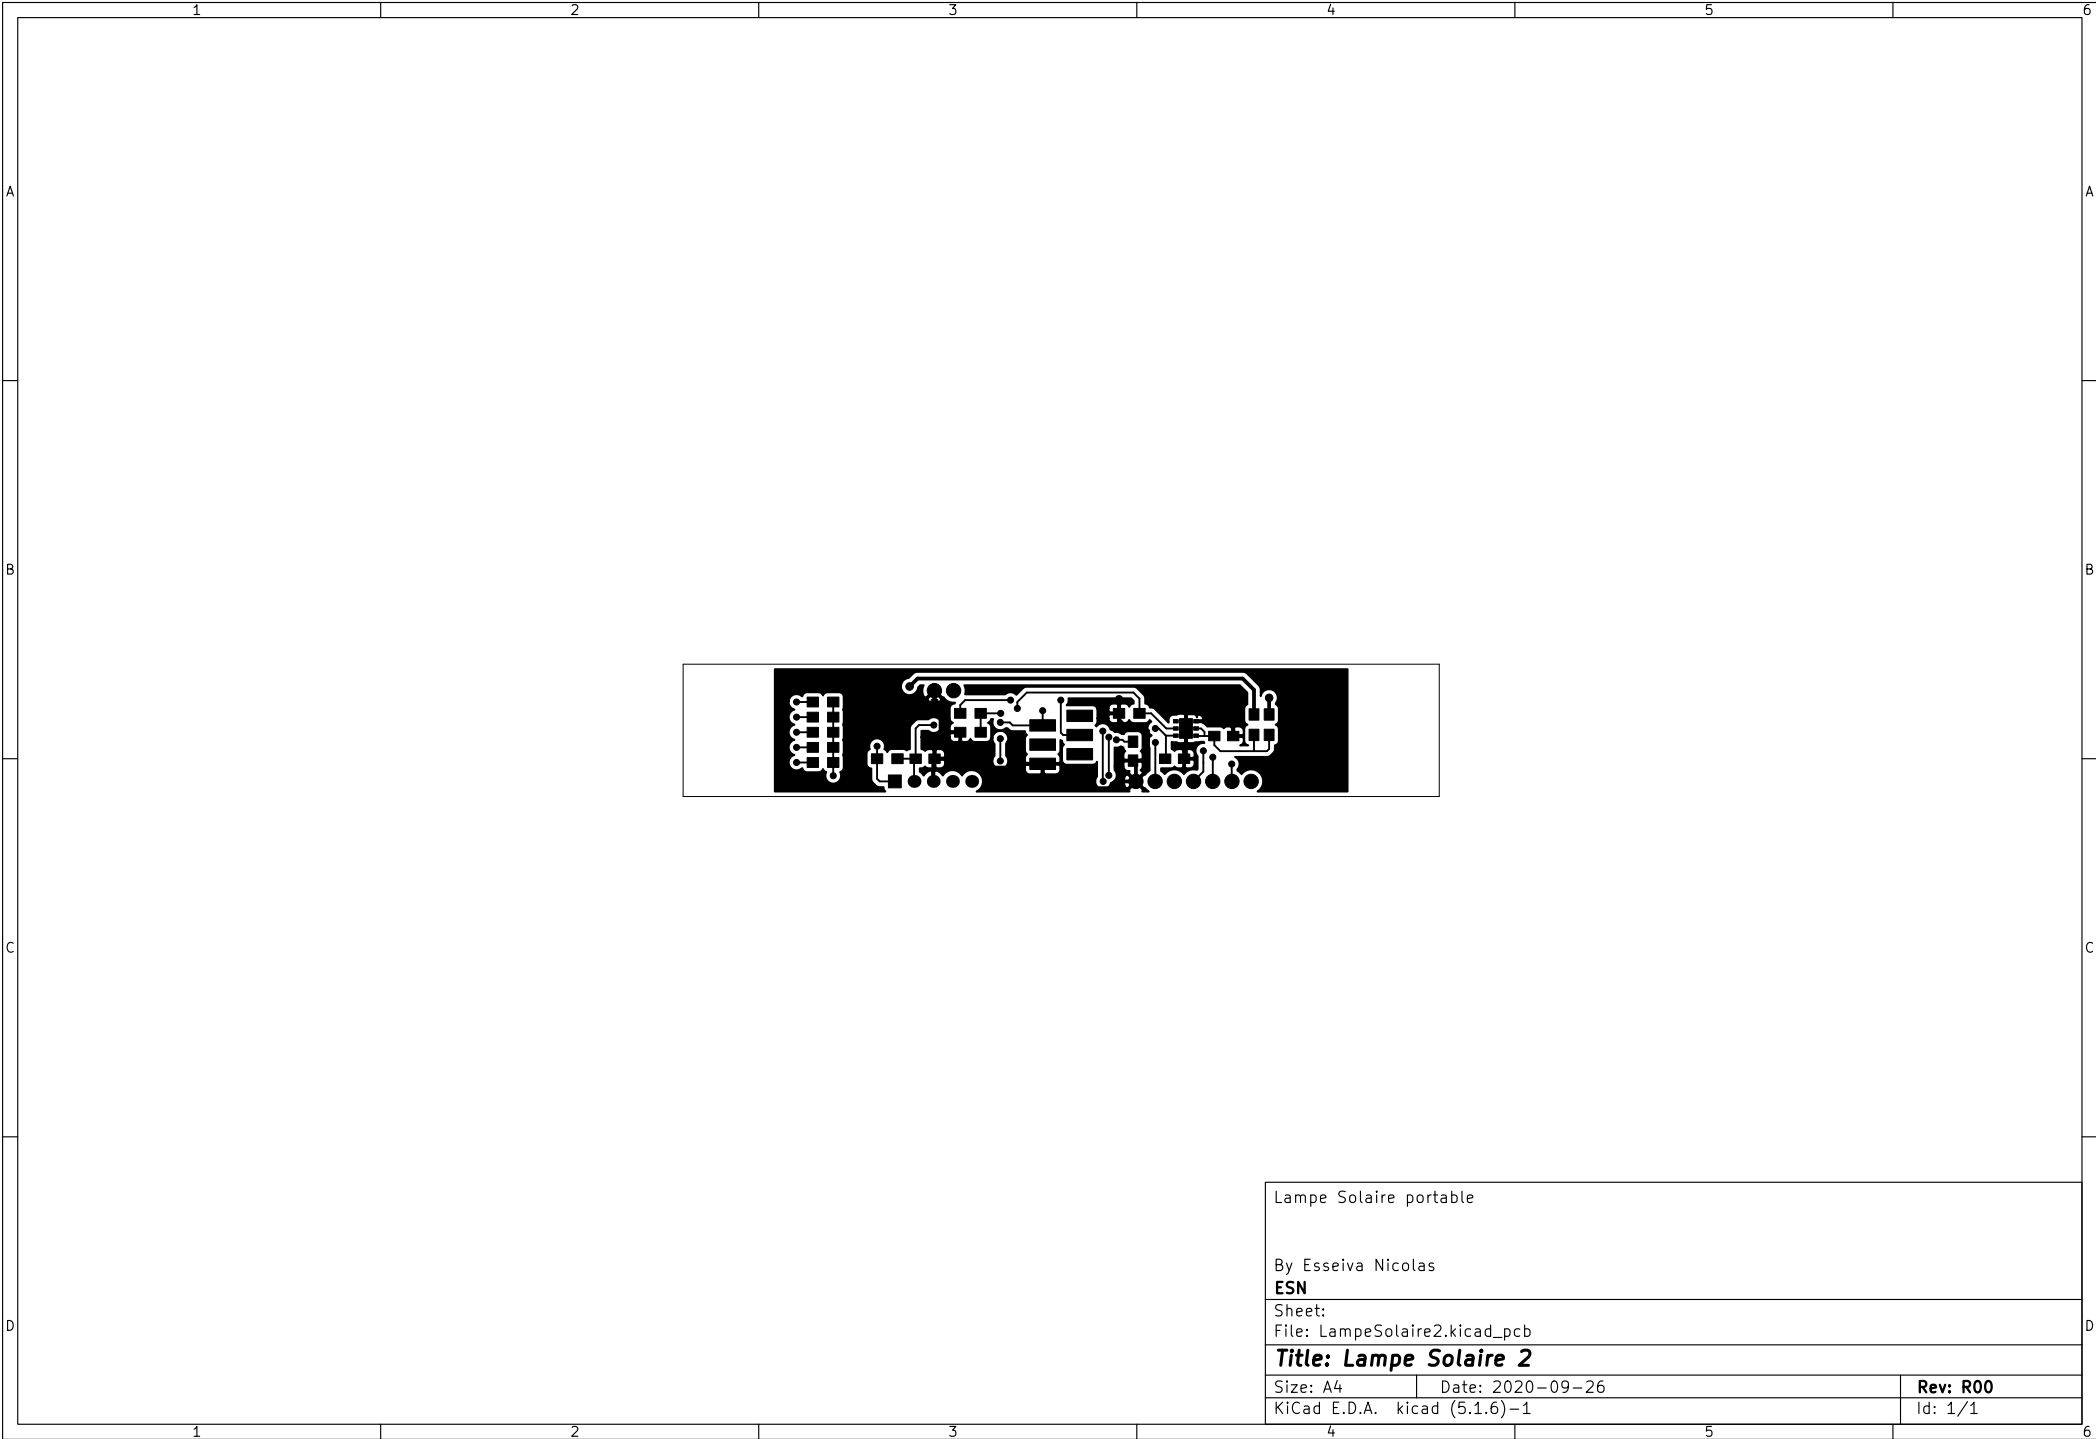 1 2 3 4 5 6
A A
B B
C C
Lampe Solaire portable
By Esseiva Nicolas
ESN
Sheet:
D D
File: LampeSolaire2.kicad_pcb
Title: Lampe Solaire 2
Size: A4 Date: 2020-09-26 Rev: R00
KiCad E.D.A. kicad (5.1.6)-1 Id: 1/1
1 2 3 4 5 6